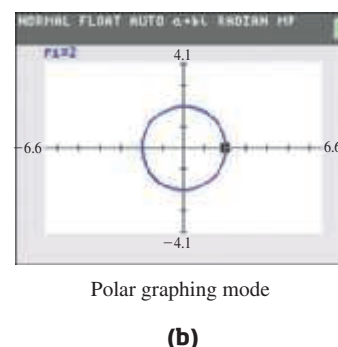 NORMAL FLOAT AUTO a+bi RADIAN MP
r1=2
4.1
−6.6
6.6
−4.1
Polar graphing mode
(b)